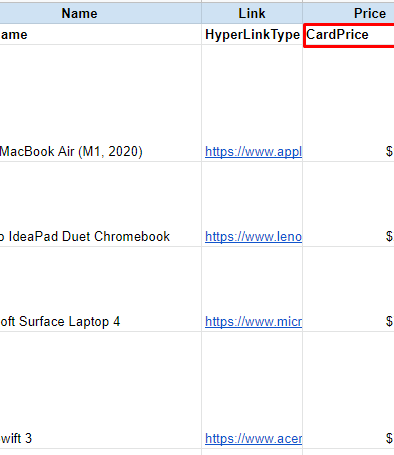 Name Link Price
ame HyperLinkType CardPrice
MacBook Air (M1, 2020) https://www.appl $
o IdeaPad Duet Chromebook https://www.leno $
oft Surface Laptop 4 https://www.micr $
wift 3 https://www.acer $